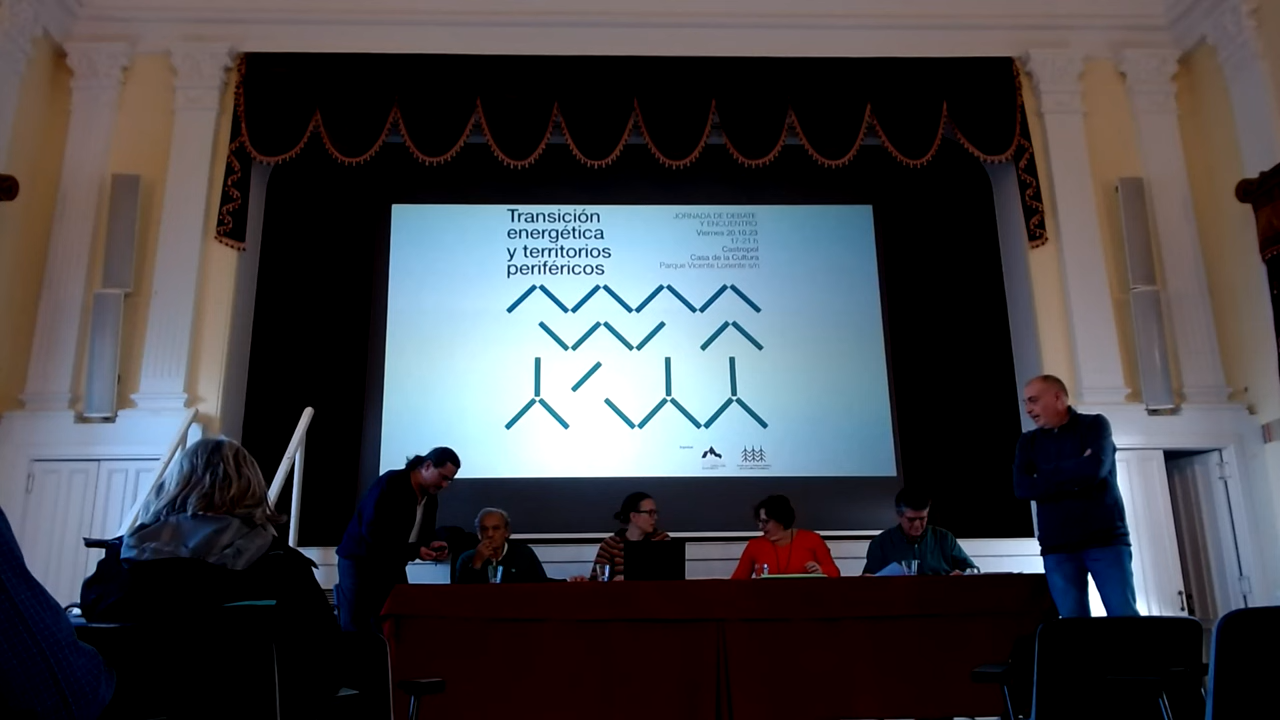 Transición
energética
y territorios
periféricos
JORNADA DE DEBATE
Y ENCUENTRO
Viernes 20.10.23
17-21 h
Castropol
Casa de la Cultura
Parque Vicente Loriente s/n